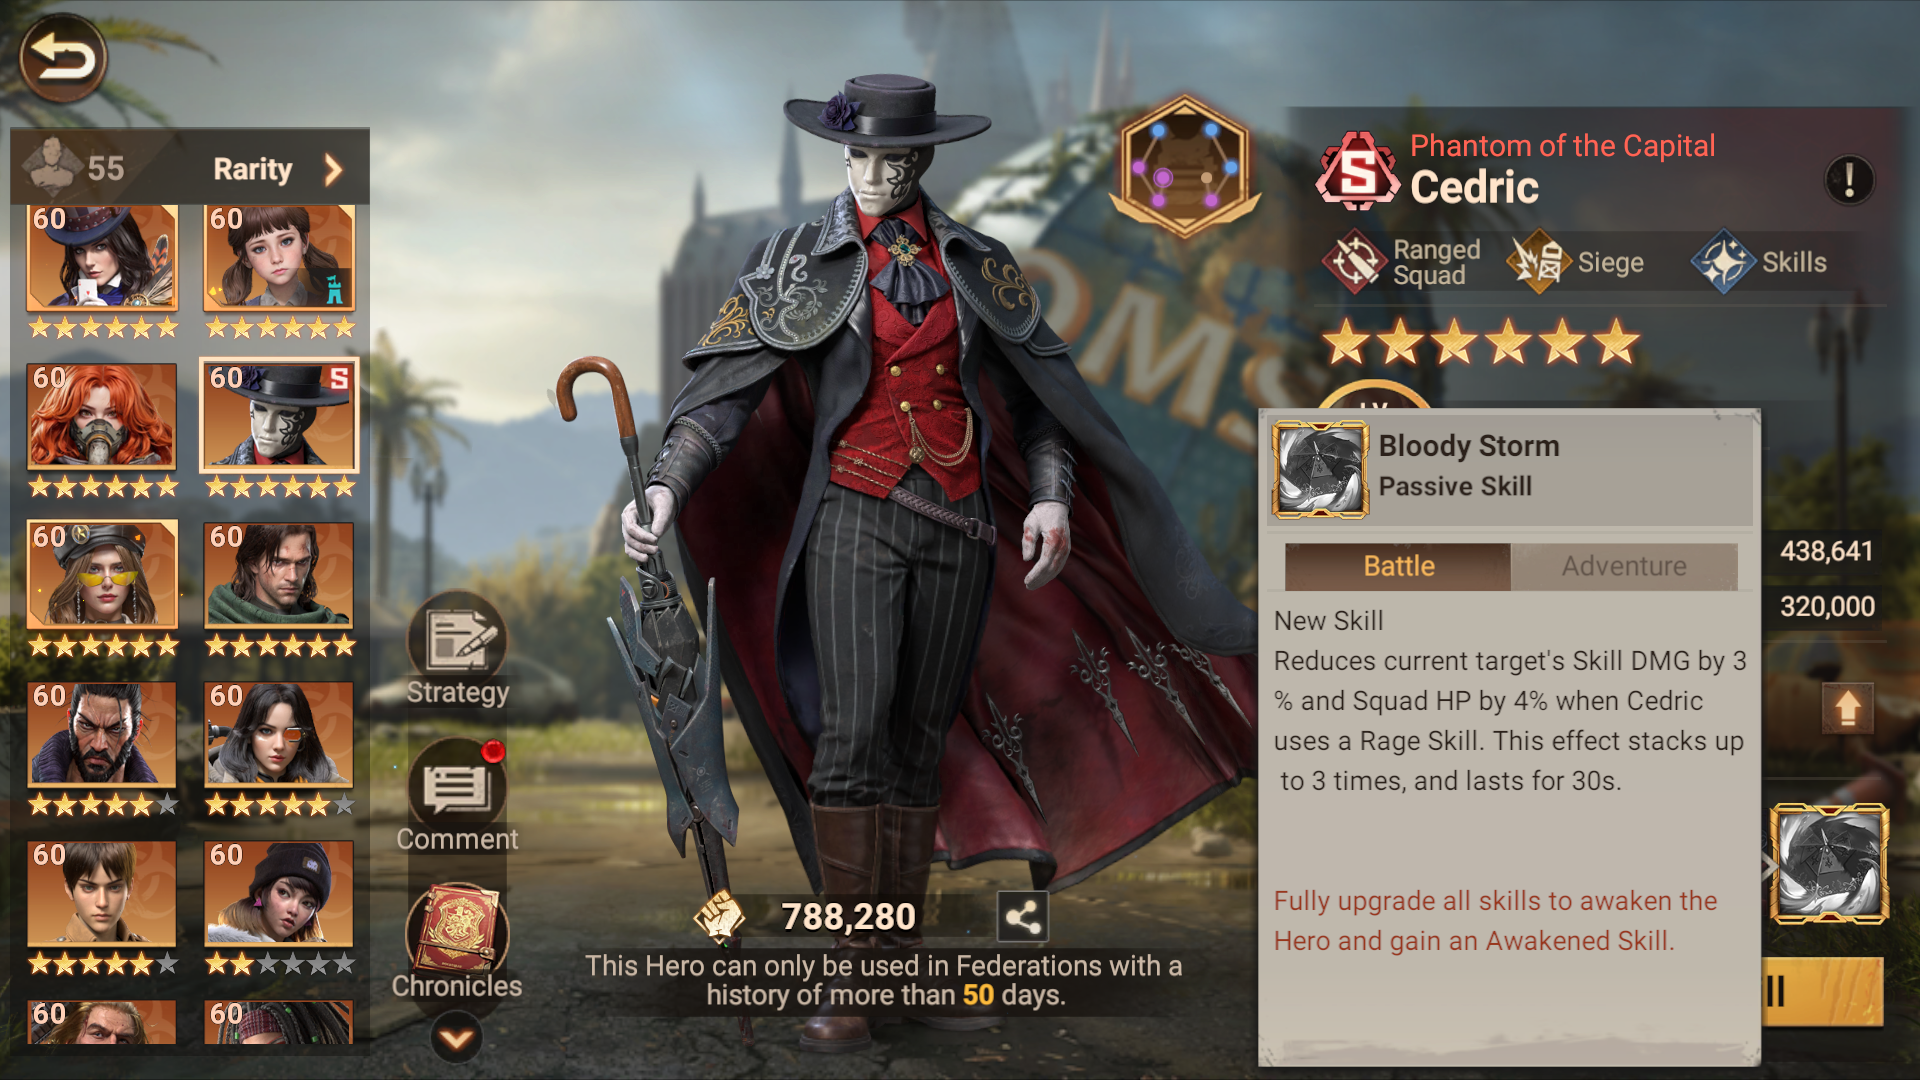 55
Rarity
60
60
60
60
S
60
60
60
60
60
60
60
60
Strategy
Comment
Chronicles
OMS
788,280
This Hero can only be used in Federations with a
history of more than 50 days.
S
Phantom of the Capital
Cedric
!
Ranged
Squad
Siege
Skills
Bloody Storm
Passive Skill
Battle
Adventure
New Skill
Reduces current target's Skill DMG by 3
% and Squad HP by 4% when Cedric
uses a Rage Skill. This effect stacks up
to 3 times, and lasts for 30s.
Fully upgrade all skills to awaken the
Hero and gain an Awakened Skill.
438,641
320,000